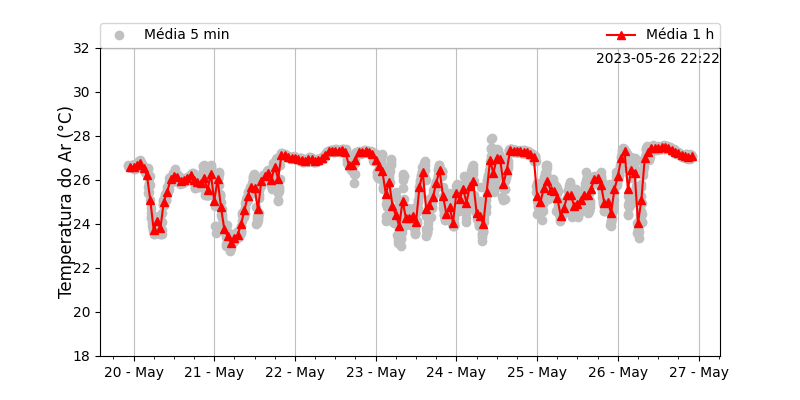 Média 5 min
Média 1 h
2023-05-26 22:22
Temperatura do Ar (°C)
32
30
28
26
24
22
20
18
20 - May
21 - May
22 - May
23 - May
24 - May
25 - May
26 - May
27 - May